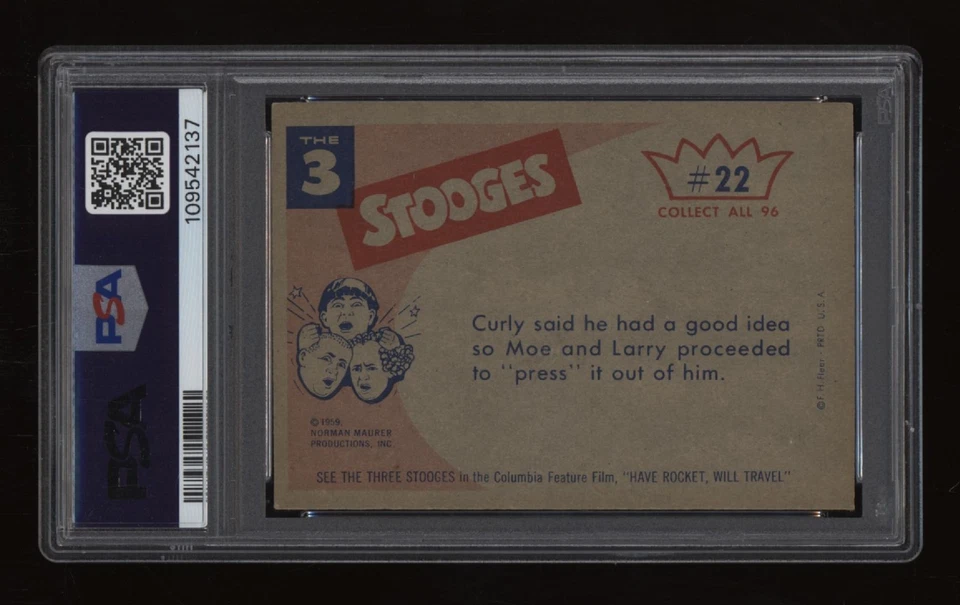 109542137
PSA
PSA
THE
3
STOOGES
#22
COLLECT ALL 96
Curly said he had a good idea
so Moe and Larry proceeded
to "press" it out of him.
© F. H. Fleer PRTD U.S.A.
© 1959,
NORMAN MAURER
PRODUCTIONS, INC.
SEE THE THREE STOOGES in the Columbia Feature Film, "HAVE ROCKET, WILL TRAVEL"
PSA